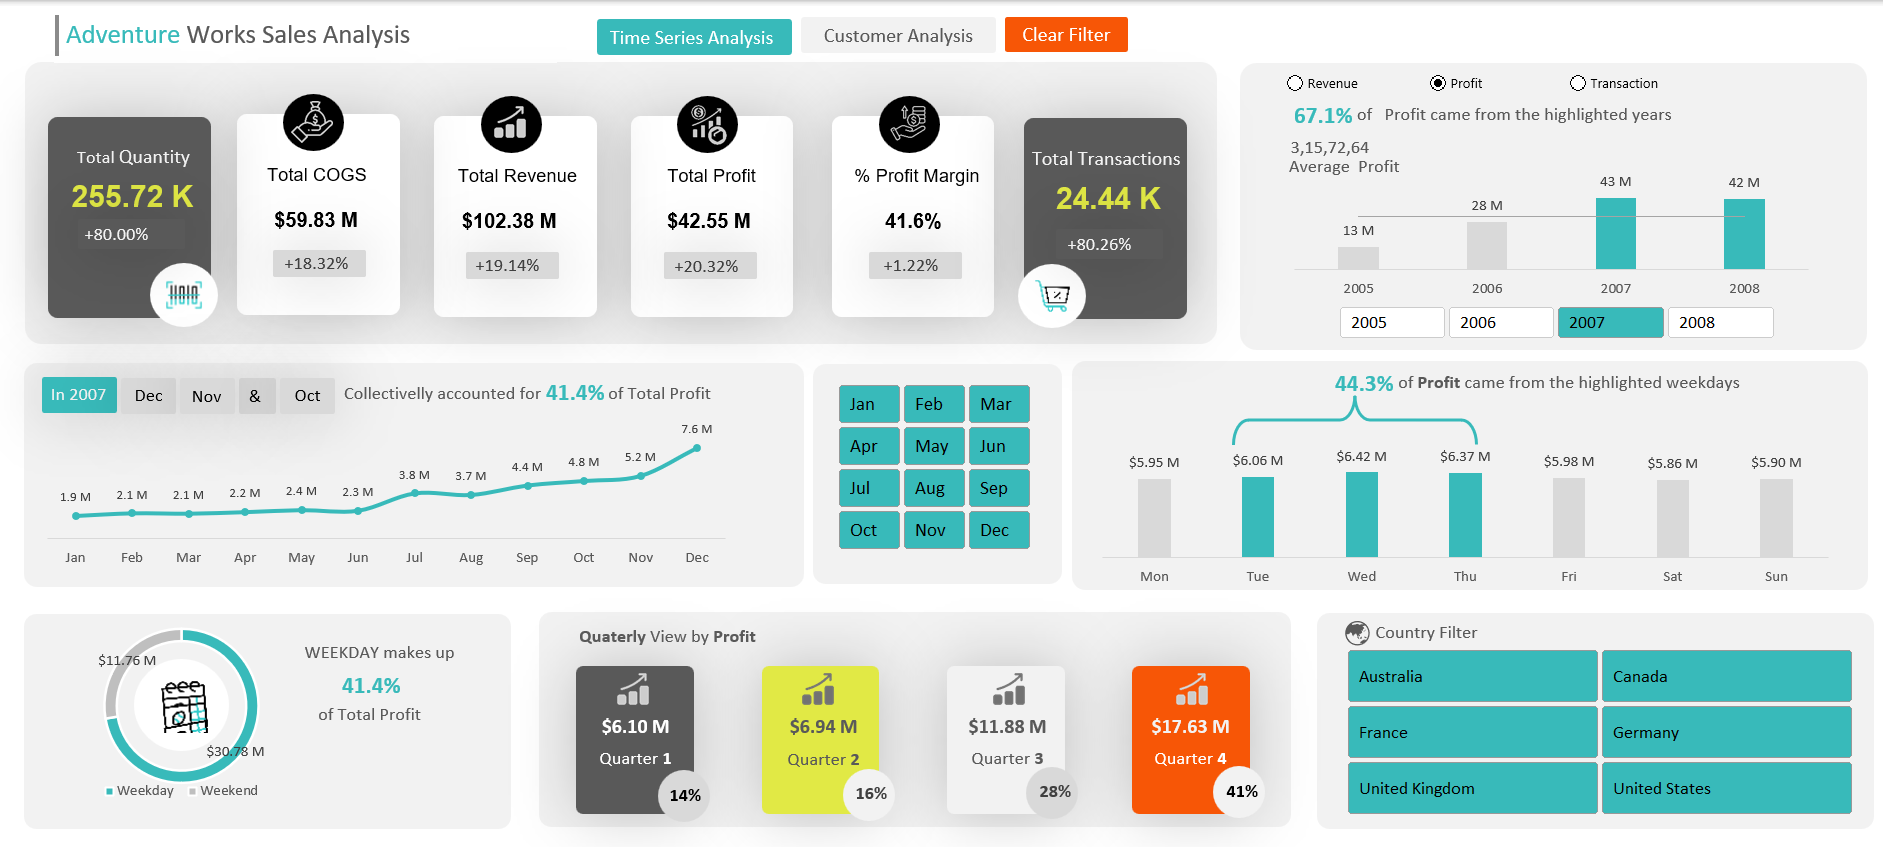 Adventure Works Sales Analysis
Time Series Analysis
Customer Analysis
Clear Filter
Total Quantity
255.72 K
+80.00%
Total COGS
$59.83 M
+18.32%
Total Revenue
$102.38 M
+19.14%
Total Profit
$42.55 M
+20.32%
% Profit Margin
41.6%
+1.22%
Total Transactions
24.44 K
+80.26%
Revenue
Profit
Transaction
67.1% of Profit came from the highlighted years
3,15,72,64
Average Profit
13 M
28 M
43 M
42 M
2005
2006
2007
2008
2005
2006
2007
2008
In 2007
Dec
Nov
&
Oct
Collectivelly accounted for 41.4% of Total Profit
1.9 M
2.1 M
2.1 M
2.2 M
2.4 M
2.3 M
3.8 M
3.7 M
4.4 M
4.8 M
5.2 M
7.6 M
Jan
Feb
Mar
Apr
May
Jun
Jul
Aug
Sep
Oct
Nov
Dec
Jan
Feb
Mar
Apr
May
Jun
Jul
Aug
Sep
Oct
Nov
Dec
44.3% of Profit came from the highlighted weekdays
$5.95 M
$6.06 M
$6.42 M
$6.37 M
$5.98 M
$5.86 M
$5.90 M
Mon
Tue
Wed
Thu
Fri
Sat
Sun
$11.76 M
$30.78 M
Weekday
Weekend
WEEKDAY makes up
41.4%
of Total Profit
Quaterly View by Profit
$6.10 M
Quarter 1
14%
$6.94 M
Quarter 2
16%
$11.88 M
Quarter 3
28%
$17.63 M
Quarter 4
41%
Country Filter
Australia
Canada
France
Germany
United Kingdom
United States